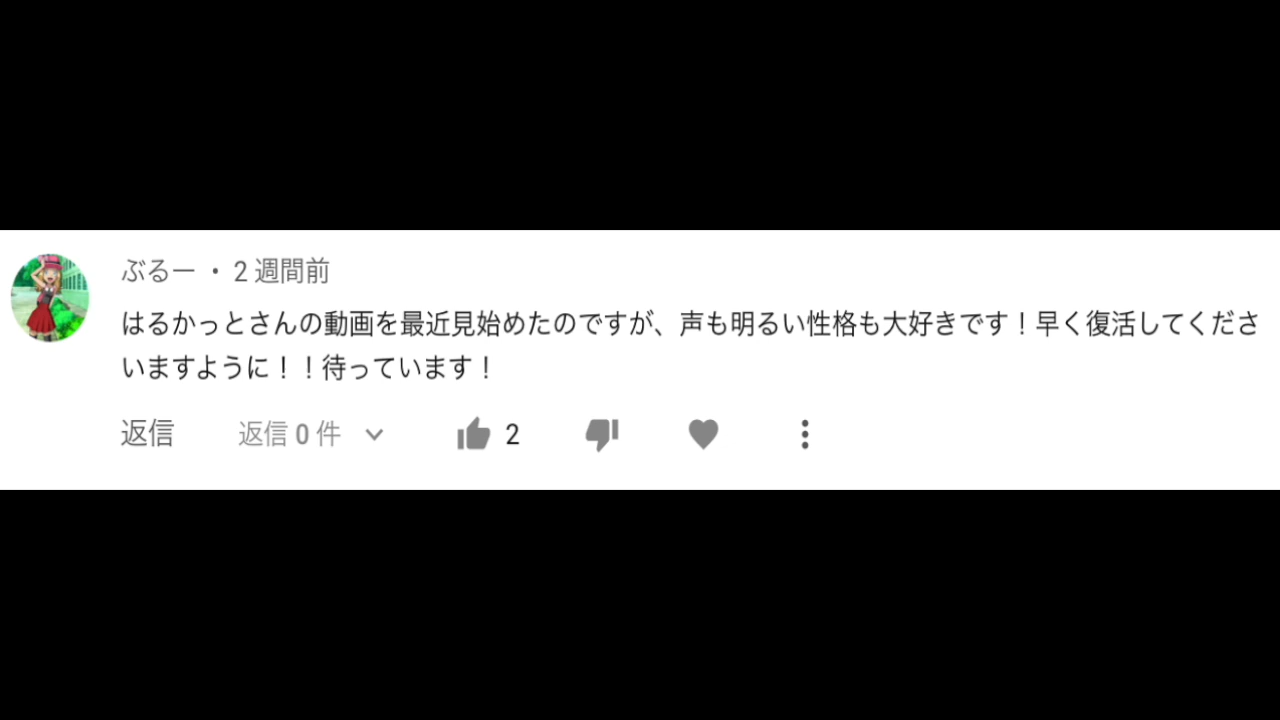 ぶるー・2 週間前
はるかっとさんの動画を最近見始めたのですが、声も明るい性格も大好きです！早く復活してくださ
いますように！！待っています！
返信 返信 0 件 2